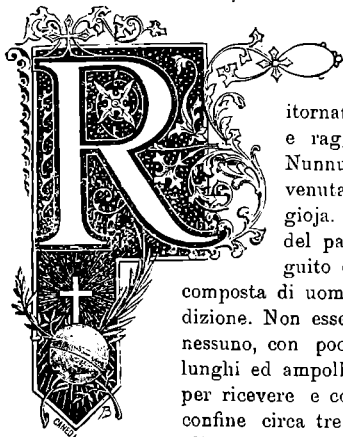 R
itornat
e rag
Nunnu
venuta
gioja.
del pa
guito
composta di uom
dizione. Non esse
nessuno, con poc
lunghi ed ampoll
per ricevere e co
confine circa tre